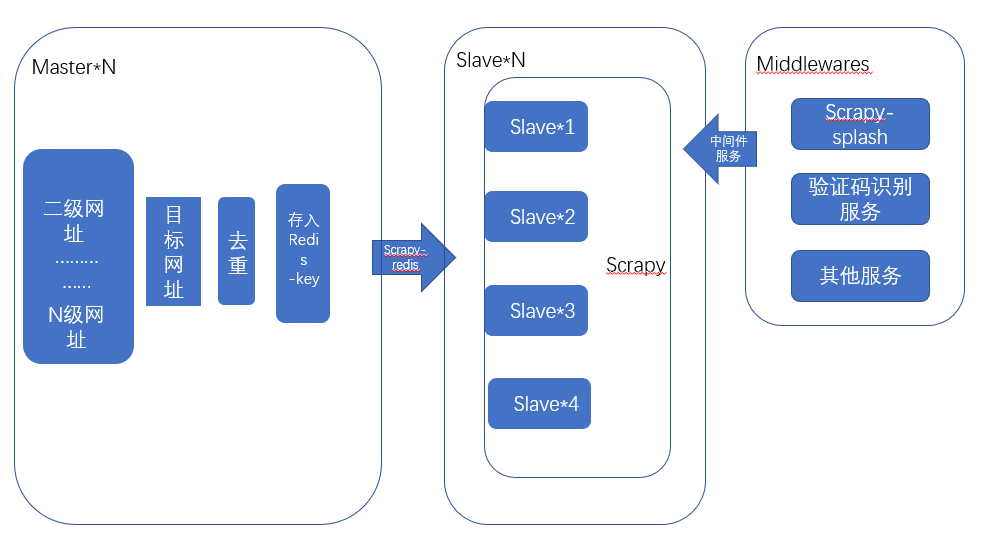 Master*N
二级网
址
………
……
N级网
址
目
标
网
址
去
重
存入
Redi
s
-key
Scrapy-
redis
Slave*N
Slave*1
Slave*2
Slave*3
Slave*4
Scrapy
中间件
服务
Middlewares
Scrapy-
splash
验证码识别
服务
其他服务